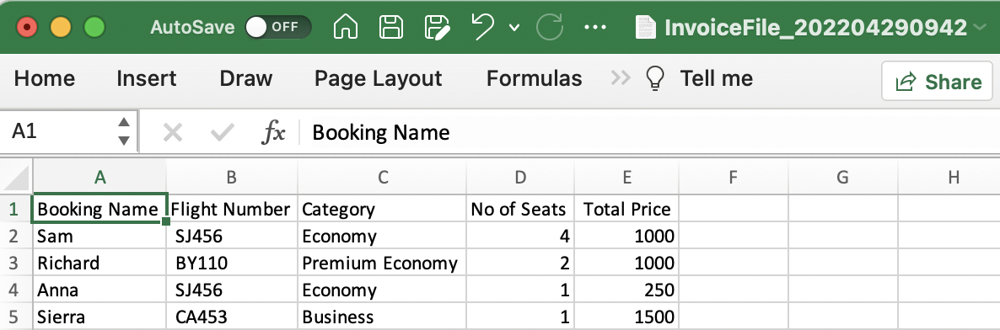 AutoSave OFF InvoiceFile_202204290942
Home Insert Draw Page Layout Formulas Tell me Share
A1 fx Booking Name
A B C D E F G H
1 Booking Name Flight Number Category No of Seats Total Price
2 Sam SJ456 Economy 4 1000
3 Richard BY110 Premium Economy 2 1000
4 Anna SJ456 Economy 1 250
5 Sierra CA453 Business 1 1500